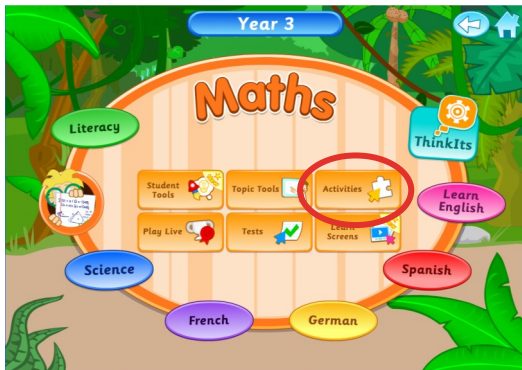 Year 3
Maths
Literacy
ThinkIts
Student
Tools
Topic Tools
Activities
Learn
English
Play Live
Tests
Learn
Screens
Science
Spanish
French
German